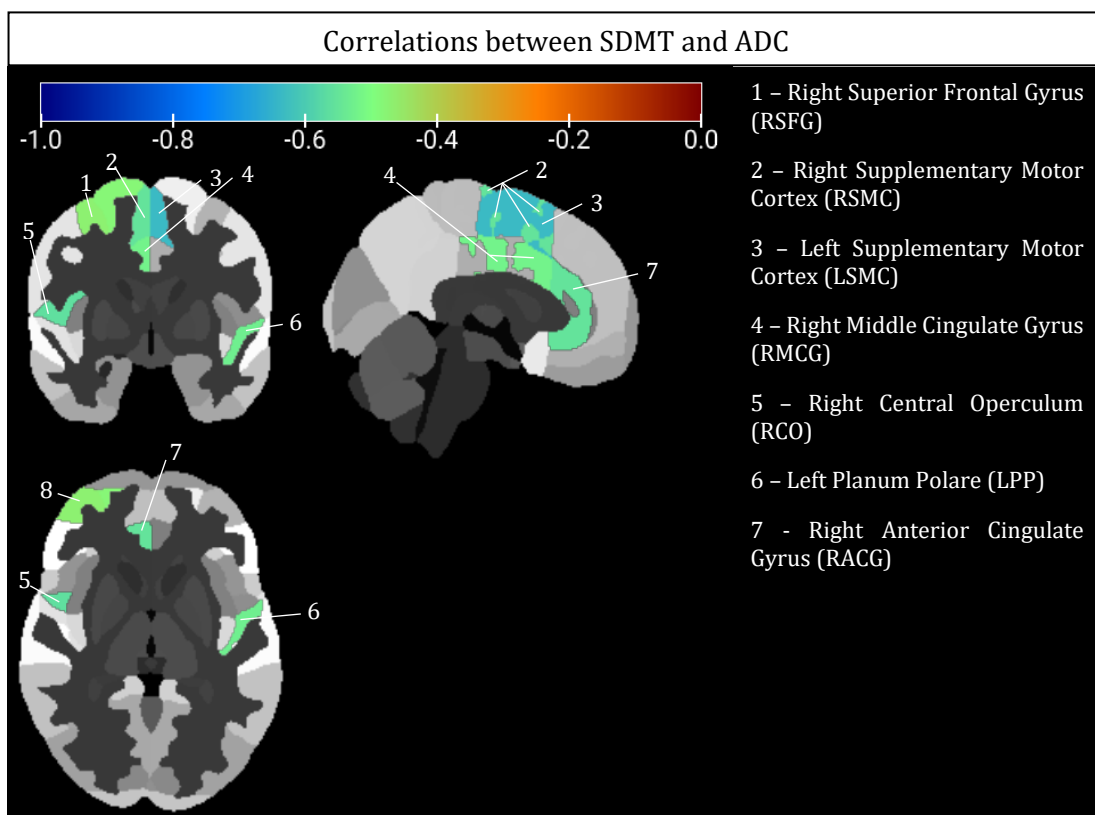 Correlations between SDMT and ADC
-1.0 -0.8 -0.6 -0.4 -0.2 0.0
1 2 3 4
5
6
4 2
3
7
8 7
5
6
1 – Right Superior Frontal Gyrus
(RSFG)
2 – Right Supplementary Motor
Cortex (RSMC)
3 – Left Supplementary Motor
Cortex (LSMC)
4 – Right Middle Cingulate Gyrus
(RMCG)
5 – Right Central Operculum
(RCO)
6 – Left Planum Polare (LPP)
7 - Right Anterior Cingulate
Gyrus (RACG)